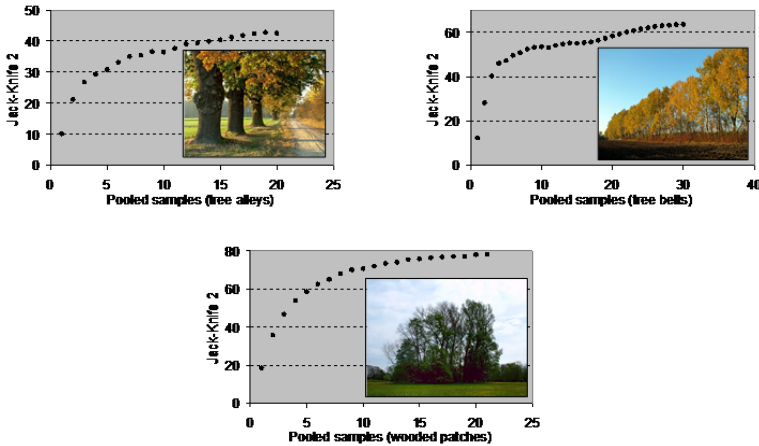 50
40
30
20
10
0
Jack-Knife 2
0 5 10 15 20 25
Pooled samples (tree alleys)
60
40
20
0
Jack-Knife 2
0 10 20 30 40
Pooled samples (tree belts)
80
60
40
20
0
Jack-Knife 2
0 5 10 15 20 25
Pooled samples (wooded patches)